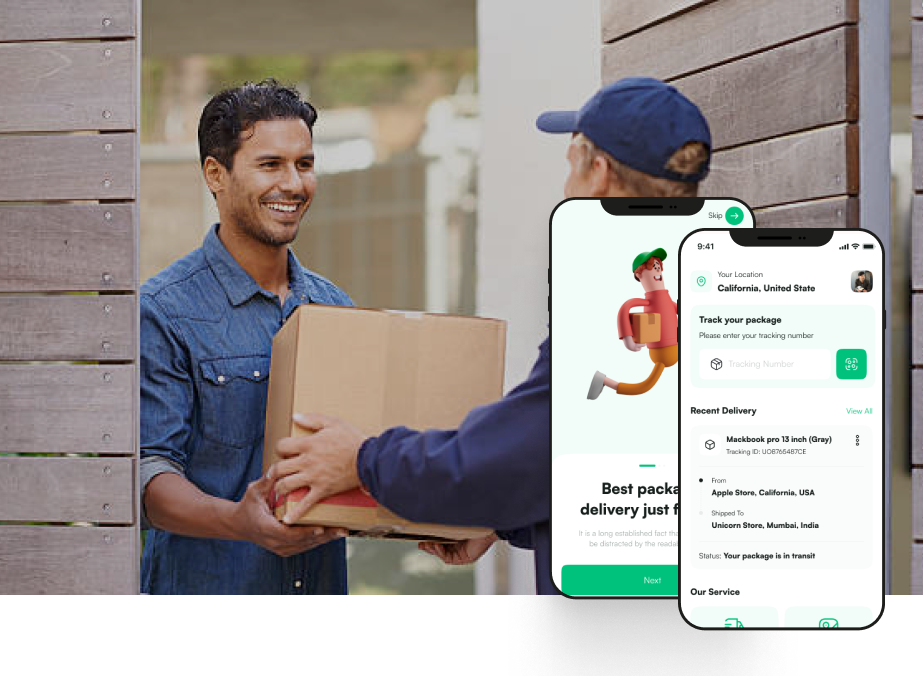 Skip
Best packa
delivery just f
It is a long established fact tha
be distracted by the readal
Next
9:41
Your Location
California, United State
Track your package
Please enter your tracking number
Tracking Number
Recent Delivery
View All
Mackbook pro 13 inch (Gray)
Tracking ID: UO8765487CE
From
Apple Store, California, USA
Shipped To
Unicorn Store, Mumbai, India
Status: Your package is in transit
Our Service